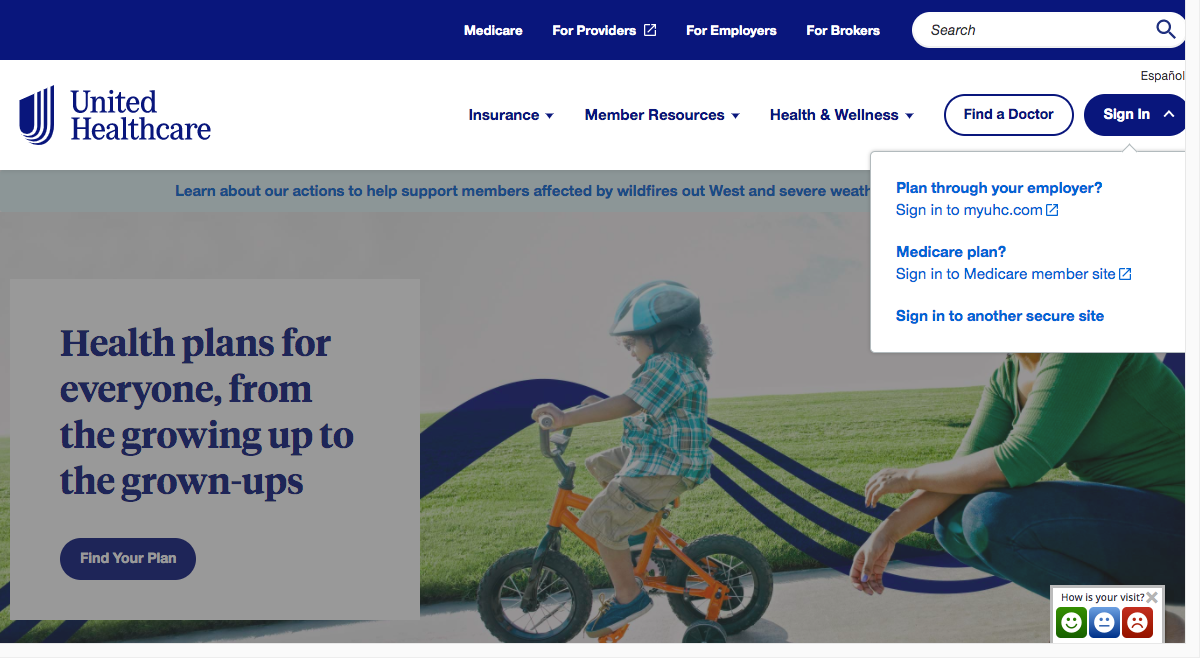 Medicare For Providers For Employers For Brokers Search
Español
United
Healthcare
Insurance Member Resources Health & Wellness Find a Doctor Sign In
Learn about our actions to help support members affected by wildfires out West and severe
Plan through your employer?
Sign in to myuhc.com
Medicare plan?
Sign in to Medicare member site
Sign in to another secure site
Health plans for
everyone, from
the growing up to
the grown-ups
Find Your Plan
How is your visit?